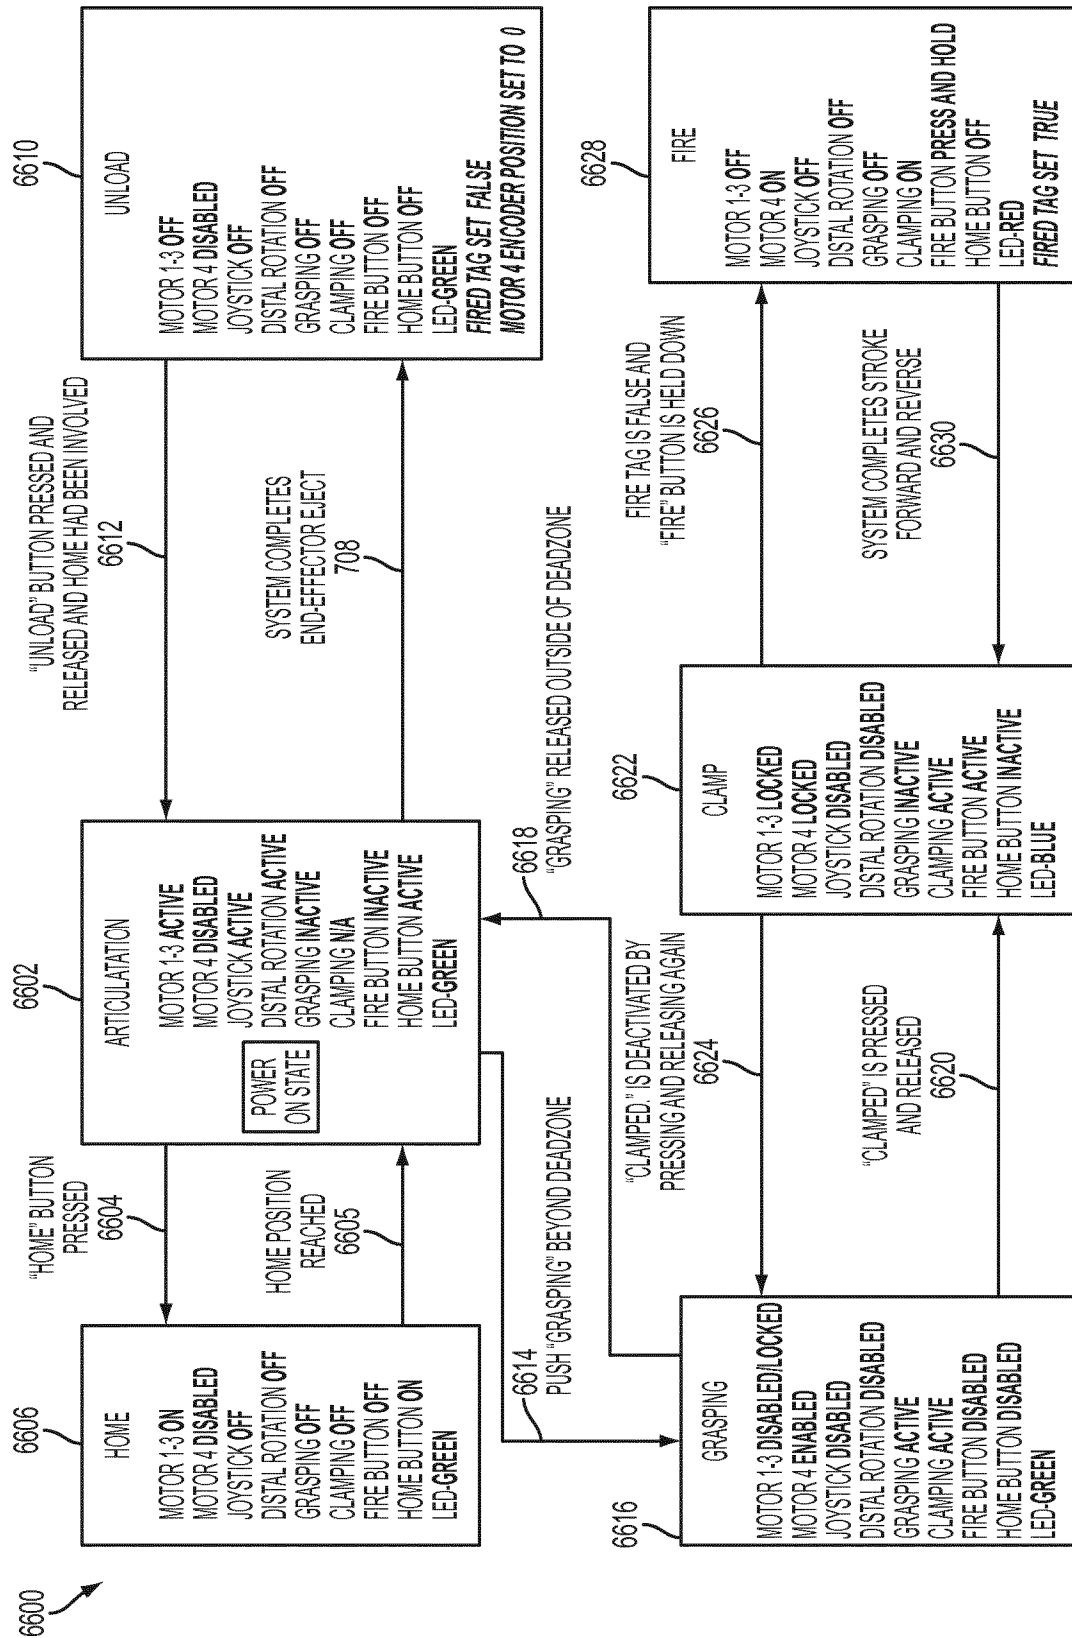 6600
6606
HOME
MOTOR 1-3 ON
MOTOR 4 DISABLED
JOYSTICK OFF
DISTAL ROTATION OFF
GRASPING OFF
CLAMPING OFF
FIRE BUTTON OFF
HOME BUTTON ON
LED-GREEN
"HOME" BUTTON
PRESSED
6604
HOME POSITION
REACHED
6605
6602
ARTICULATATION
POWER
ON STATE
MOTOR 1-3 ACTIVE
MOTOR 4 DISABLED
JOYSTICK ACTIVE
DISTAL ROTATION ACTIVE
GRASPING INACTIVE
CLAMPING N/A
FIRE BUTTON INACTIVE
HOME BUTTON ACTIVE
LED-GREEN
"UNLOAD" BUTTON PRESSED AND
RELEASED AND HOME HAD BEEN INVOLVED
6612
SYSTEM COMPLETES
END-EFFECTOR EJECT
708
6610
UNLOAD
MOTOR 1-3 OFF
MOTOR 4 DISABLED
JOYSTICK OFF
DISTAL ROTATION OFF
GRASPING OFF
CLAMPING OFF
FIRE BUTTON OFF
HOME BUTTON OFF
LED-GREEN
FIRED TAG SET FALSE
MOTOR 4 ENCODER POSITION SET TO 0
6614
PUSH "GRASPING" BEYOND DEADZONE
6618
"GRASPING" RELEASED OUTSIDE OF DEADZONE
6616
GRASPING
MOTOR 1-3 DISABLED/LOCKED
MOTOR 4 ENABLED
JOYSTICK DISABLED
DISTAL ROTATION DISABLED
GRASPING ACTIVE
CLAMPING ACTIVE
FIRE BUTTON DISABLED
HOME BUTTON DISABLED
LED-GREEN
"CLAMPED." IS DEACTIVATED BY
PRESSING AND RELEASING AGAIN
6624
"CLAMPED" IS PRESSED
AND RELEASED
6620
6622
CLAMP
MOTOR 1-3 LOCKED
MOTOR 4 LOCKED
JOYSTICK DISABLED
DISTAL ROTATION DISABLED
GRASPING INACTIVE
CLAMPING ACTIVE
FIRE BUTTON ACTIVE
HOME BUTTON INACTIVE
LED-BLUE
FIRE TAG IS FALSE AND
"FIRE" BUTTON IS HELD DOWN
6626
SYSTEM COMPLETES STROKE
FORWARD AND REVERSE
6630
6628
FIRE
MOTOR 1-3 OFF
MOTOR 4 ON
JOYSTICK OFF
DISTAL ROTATION OFF
GRASPING OFF
CLAMPING ON
FIRE BUTTON PRESS AND HOLD
HOME BUTTON OFF
LED-RED
FIRED TAG SET TRUE